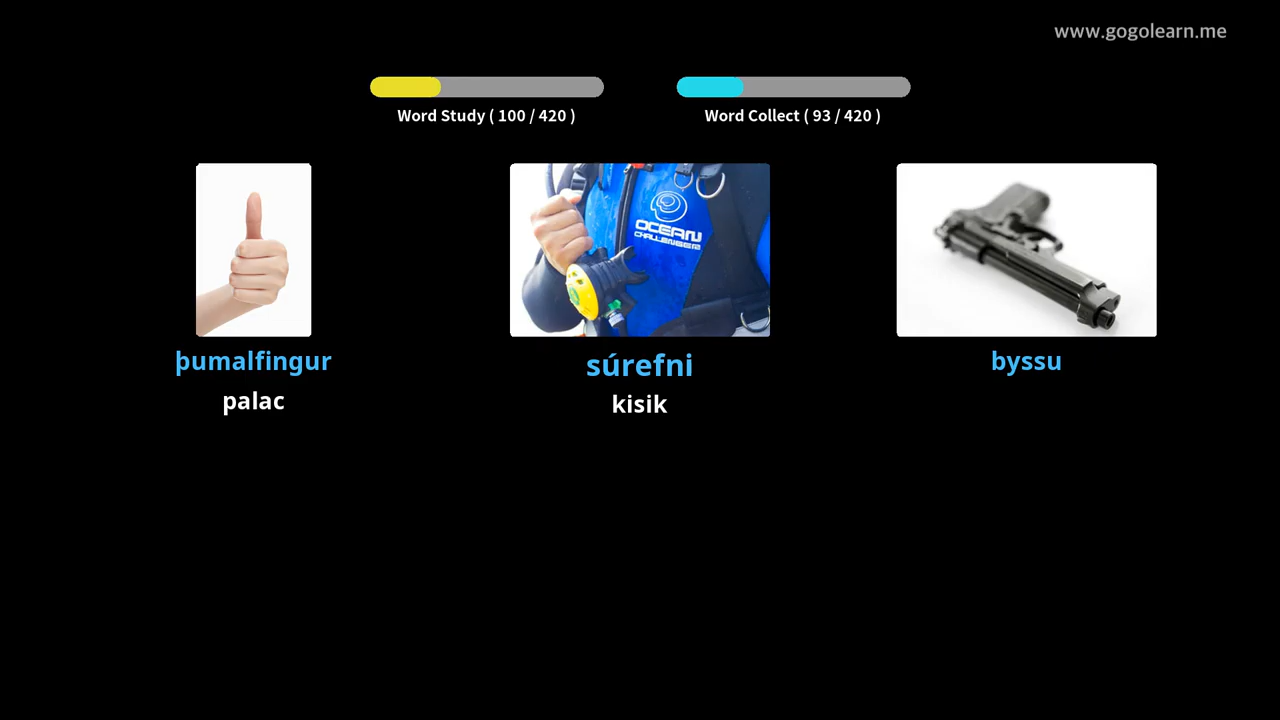 www.gogolearn.me
Word Study ( 100 / 420 )
Word Collect ( 93 / 420 )
OCEAN
CHALLENGER
þumalfingur
súrefni
byssu
palac
kisik